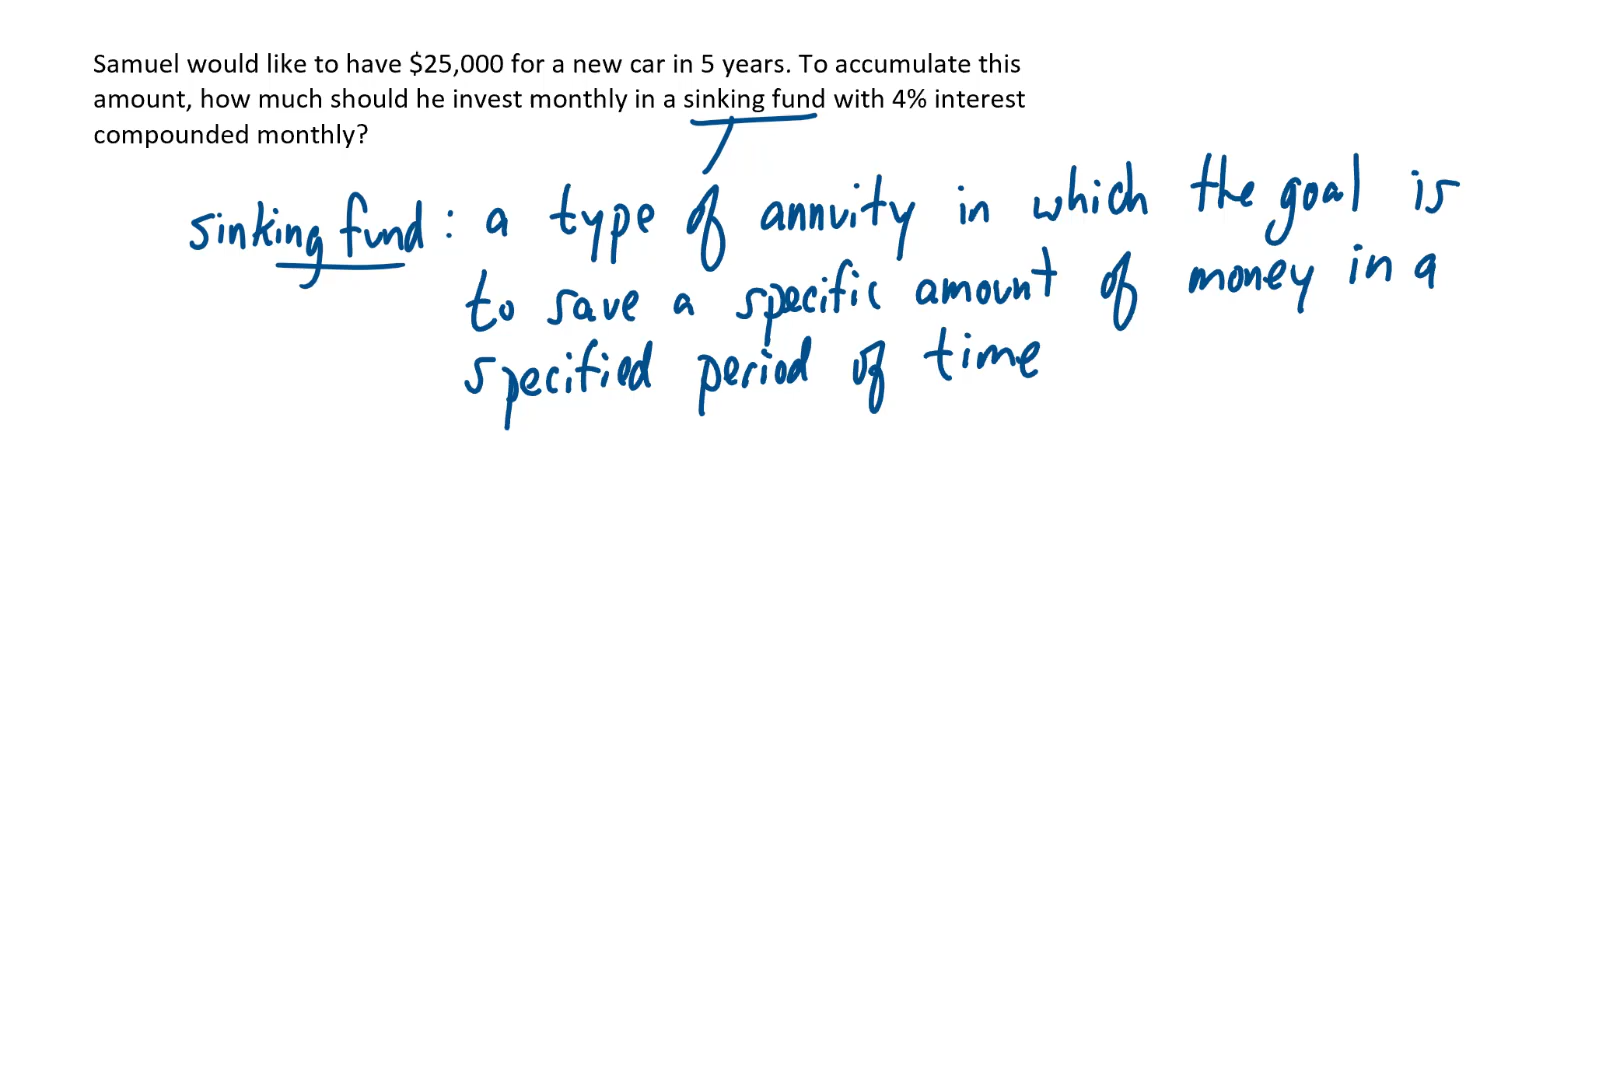 Samuel would like to have $25,000 for a new car in 5 years. To accumulate this
amount, how much should he invest monthly in a sinking fund with 4% interest
compounded monthly?
sinking fund : a type of annuity in which the goal is
to save a specific amount of money in a
specified period of time